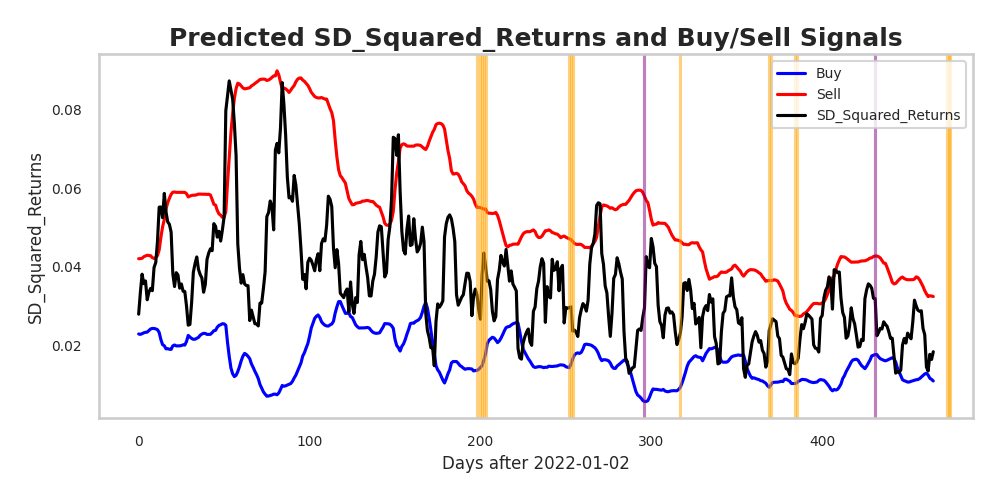 Predicted SD_Squared_Returns and Buy/Sell Signals
Buy
Sell
SD_Squared_Returns
SD_Squared_Returns
0.08
0.06
0.04
0.02
0
100
200
300
400
Days after 2022-01-02